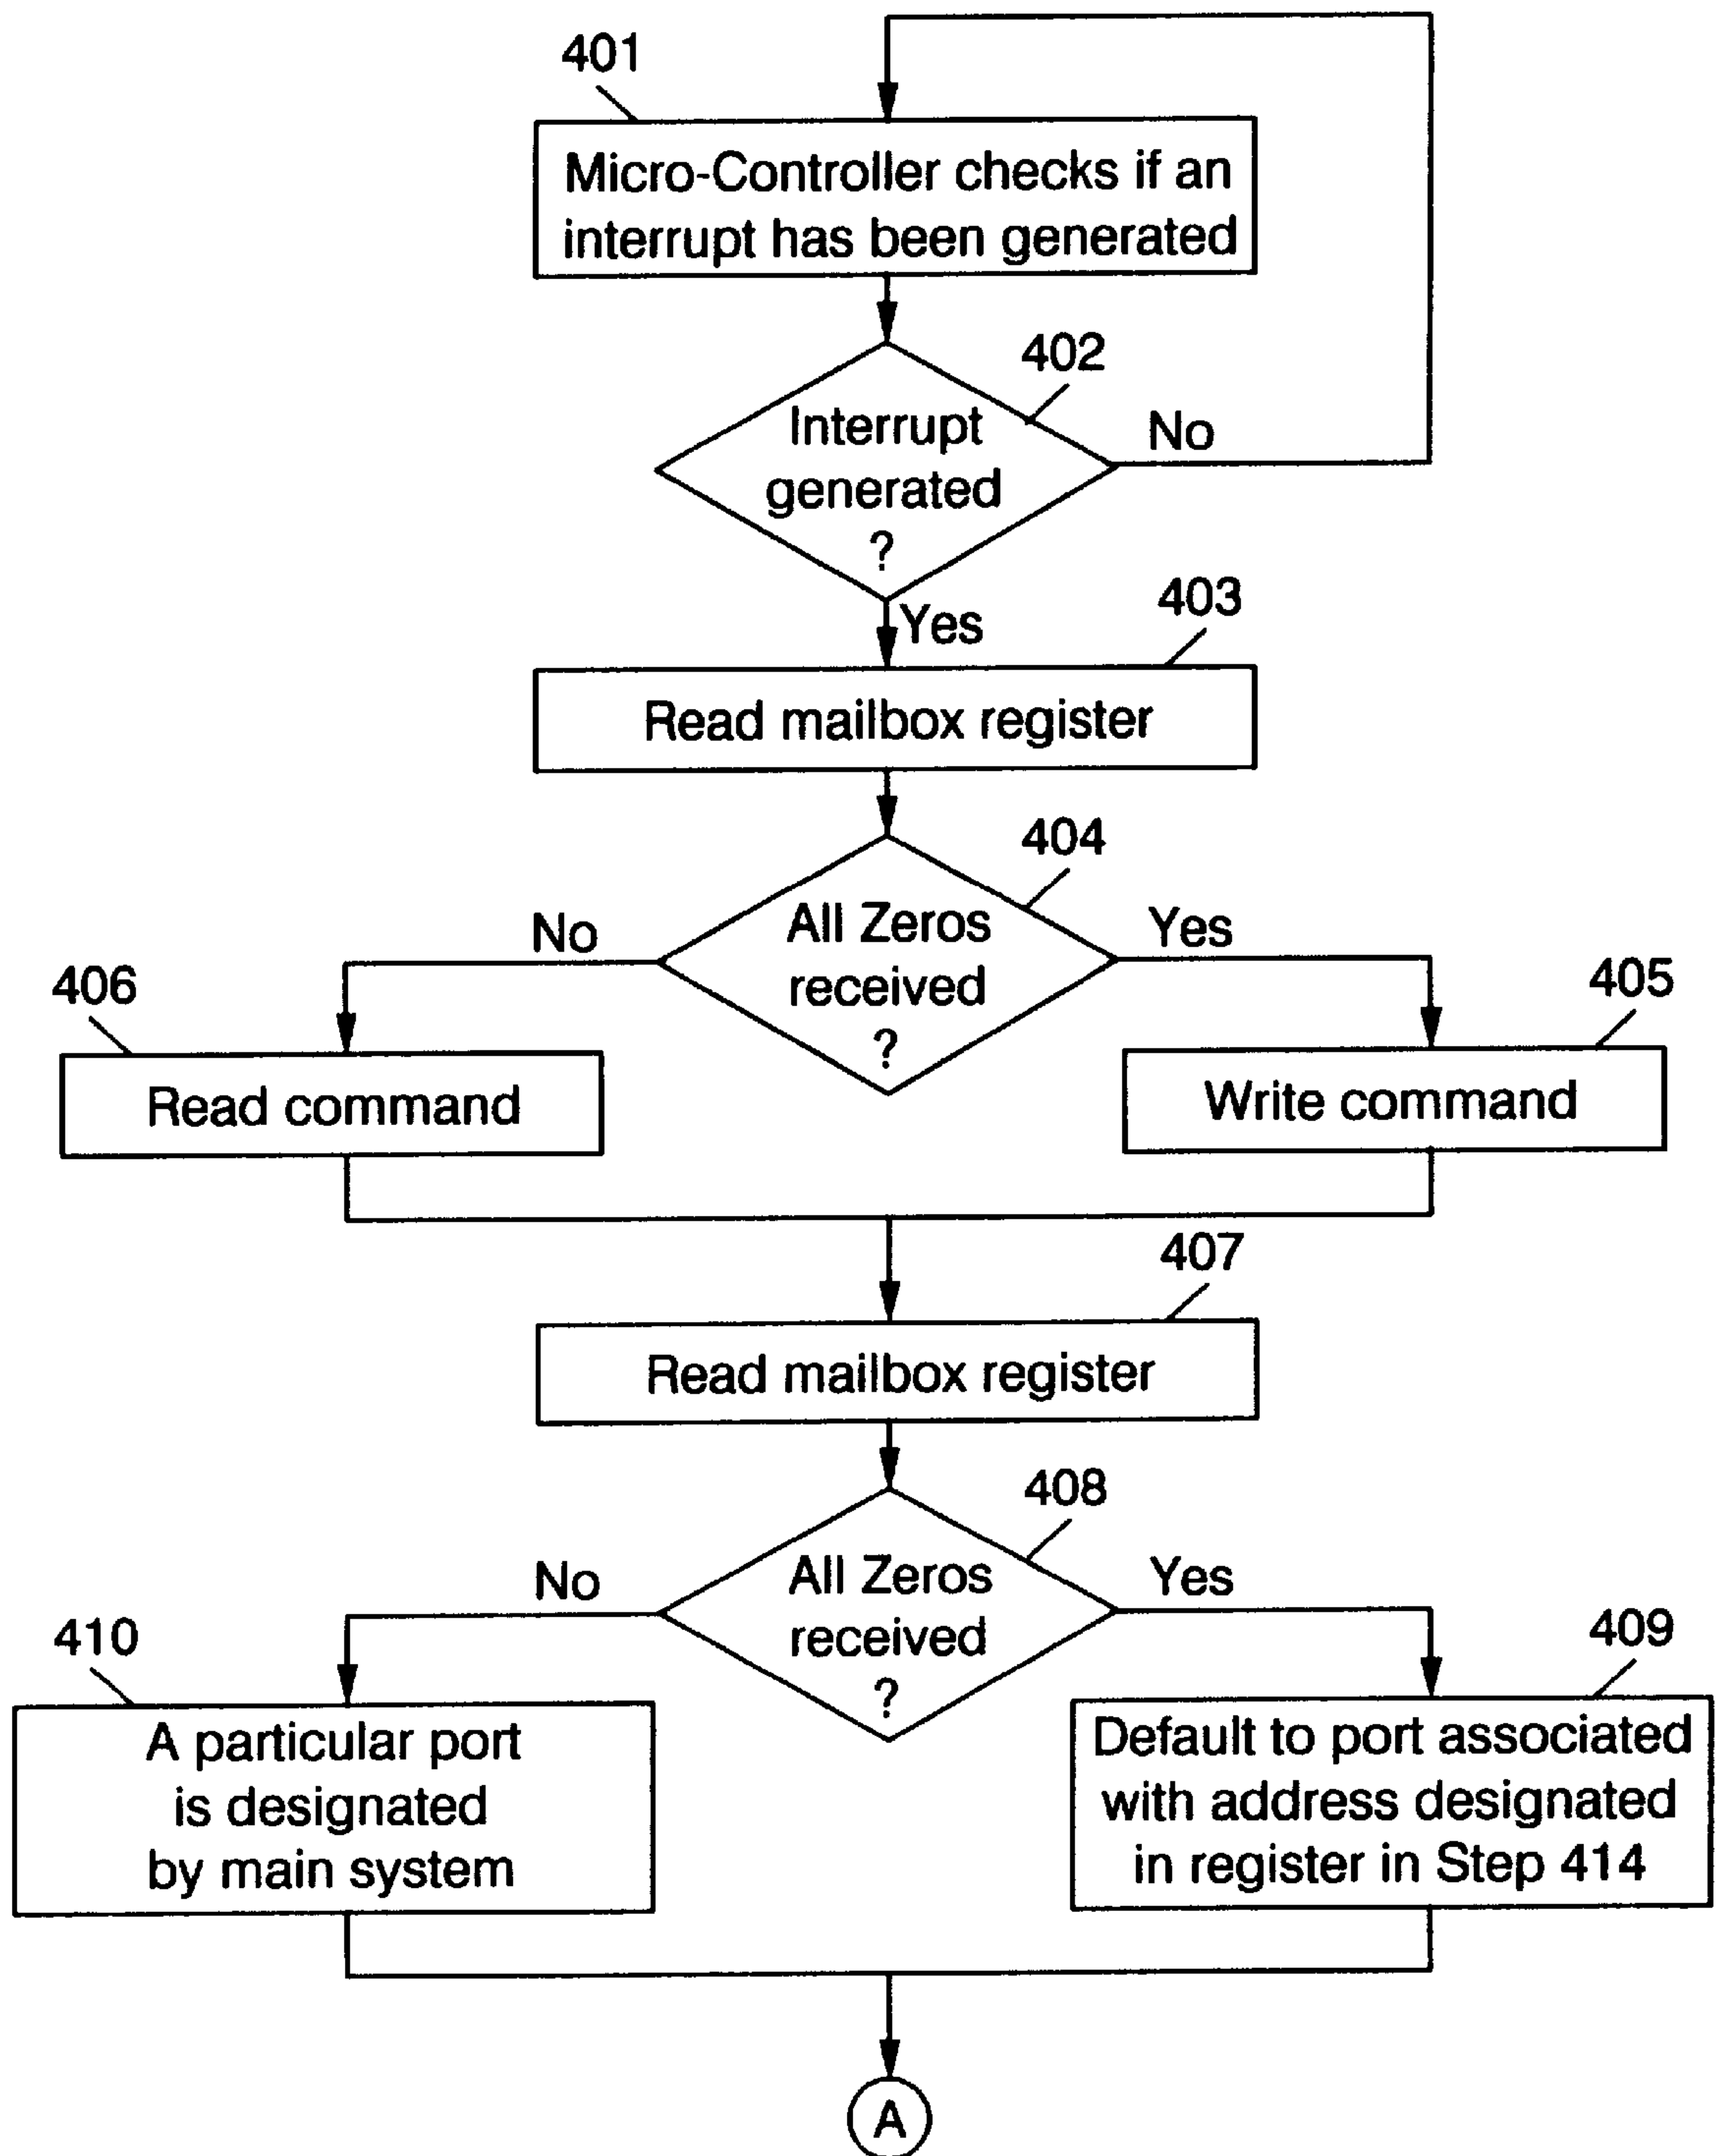 401
Micro-Controller checks if an
interrupt has been generated
402
Interrupt
generated
?
No
Yes
403
Read mailbox register
404
All Zeros
received
?
No
Yes
406
Read command
405
Write command
407
Read mailbox register
408
All Zeros
received
?
No
Yes
410
A particular port
is designated
by main system
409
Default to port associated
with address designated
in register in Step 414
A